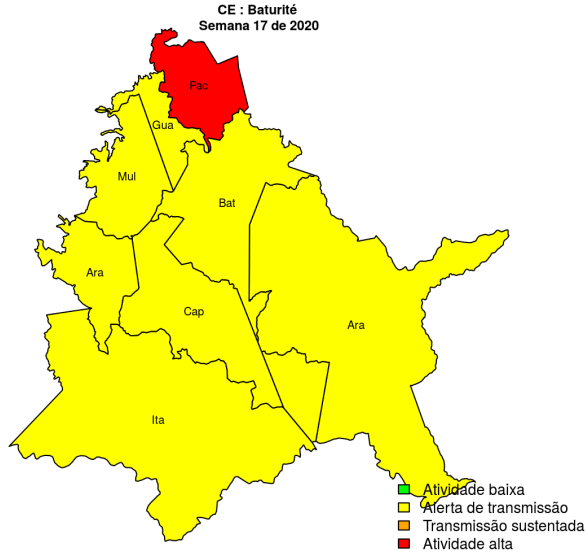 CE : Baturité
Semana 17 de 2020
Pac
Gua
Mul
Bat
Ara
Cap
Ara
Ita
Atividade baixa
Alerta de transmissão
Transmissão sustentada
Atividade alta